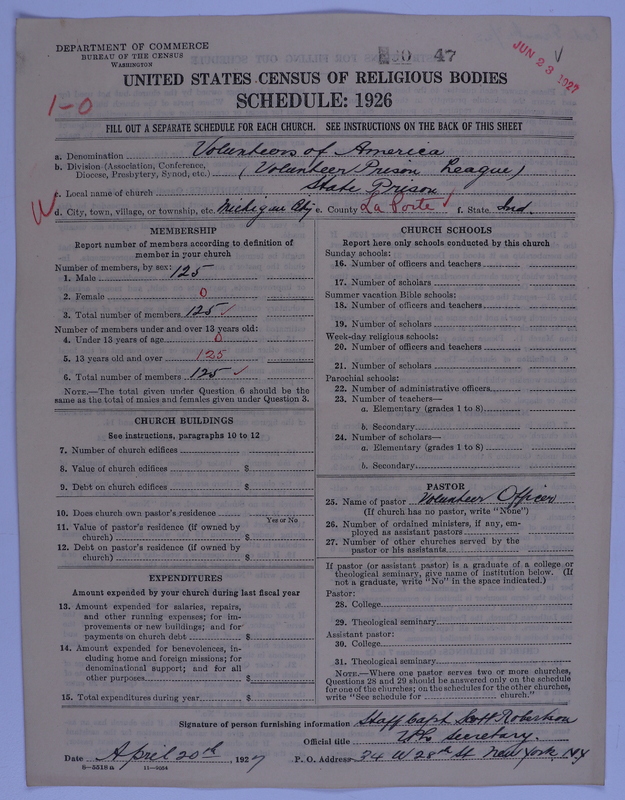 DEPARTMENT OF COMMERCE
BUREAU OF THE CENSUS
WASHINGTON
30 47
JUN 23 1927
1-0
UNITED STATES CENSUS OF RELIGIOUS BODIES
SCHEDULE: 1926
FILL OUT A SEPARATE SCHEDULE FOR EACH CHURCH. SEE INSTRUCTIONS ON THE BACK OF THIS SHEET
a. Denomination Volunteers of America
b. Division (Association, Conference, Diocese, Presbytery, Synod, etc.) (Volunteer Prison League)
c. Local name of church State Prison
W d. City, town, village, or township, etc. Michigan City e. County La Porte f. State Ind.
MEMBERSHIP
Report number of members according to definition of
member in your church
Number of members, by sex:
1. Male 125
2. Female 0
3. Total number of members 125 ✓
Number of members under and over 13 years old:
4. Under 13 years of age 0
5. 13 years old and over 125
6. Total number of members 125 ✓
NOTE.—The total given under Question 6 should be the
same as the total of males and females given under Question 3.
CHURCH BUILDINGS
See instructions, paragraphs 10 to 12
7. Number of church edifices
8. Value of church edifices $
9. Debt on church edifices $
10. Does church own pastor's residence
Yes or No
11. Value of pastor's residence (if owned by
church) $
12. Debt on pastor's residence (if owned by
church) $
EXPENDITURES
Amount expended by your church during last fiscal year
13. Amount expended for salaries, repairs,
and other running expenses; for im-
provements or new buildings; and for
payments on church debt $
14. Amount expended for benevolences, in-
cluding home and foreign missions; for
denominational support; and for all
other purposes $
15. Total expenditures during year $
CHURCH SCHOOLS
Report here only schools conducted by this church
Sunday schools:
16. Number of officers and teachers
17. Number of scholars
Summer vacation Bible schools:
18. Number of officers and teachers
19. Number of scholars
Week-day religious schools:
20. Number of officers and teachers
21. Number of scholars
Parochial schools:
22. Number of administrative officers
23. Number of teachers—
a. Elementary (grades 1 to 8)
b. Secondary
24. Number of scholars—
a. Elementary (grades 1 to 8)
b. Secondary
PASTOR
25. Name of pastor Volunteer Officer
(If church has no pastor, write "None")
26. Number of ordained ministers, if any, em-
ployed as assistant pastors
27. Number of other churches served by the
pastor or his assistants
If pastor (or assistant pastor) is a graduate of a college or
theological seminary, give name of institution below. (If
not a graduate, write "No" in the space indicated.)
Pastor:
28. College
29. Theological seminary
Assistant pastor:
30. College
31. Theological seminary
NOTE.—Where one pastor serves two or more churches,
Questions 28 and 29 should be answered only on the schedule
for one of the churches; on the schedules for the other churches,
write "See schedule for church."
Signature of person furnishing information Staff Capt. Scott Robertson
Official title Secretary.
Date April 20th, 1927 P. O. Address 34 W 28th St. New York NY
8—5518a 11—9054